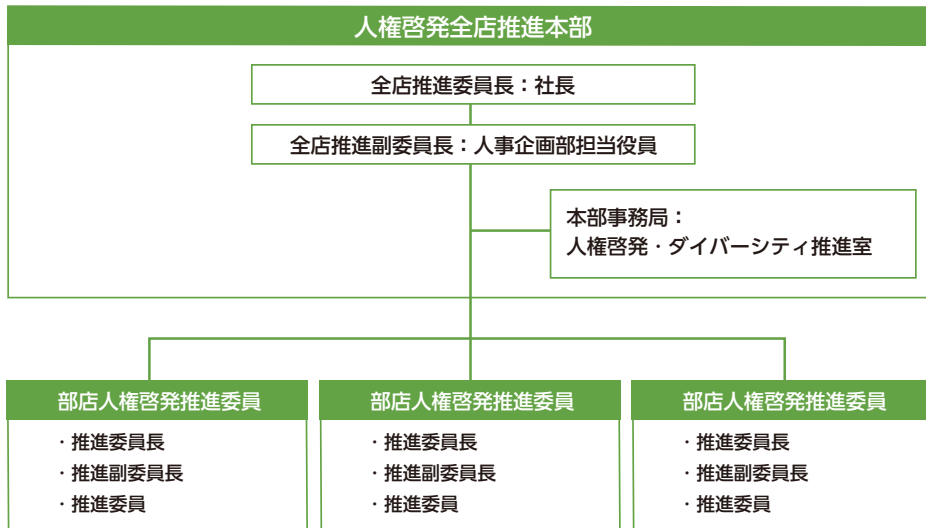 人権啓発全店推進本部
全店推進委員長：社長
全店推進副委員長：人事企画部担当役員
本部事務局：
人権啓発・ダイバーシティ推進室
部店人権啓発推進委員
・推進委員長
・推進副委員長
・推進委員
部店人権啓発推進委員
・推進委員長
・推進副委員長
・推進委員
部店人権啓発推進委員
・推進委員長
・推進副委員長
・推進委員